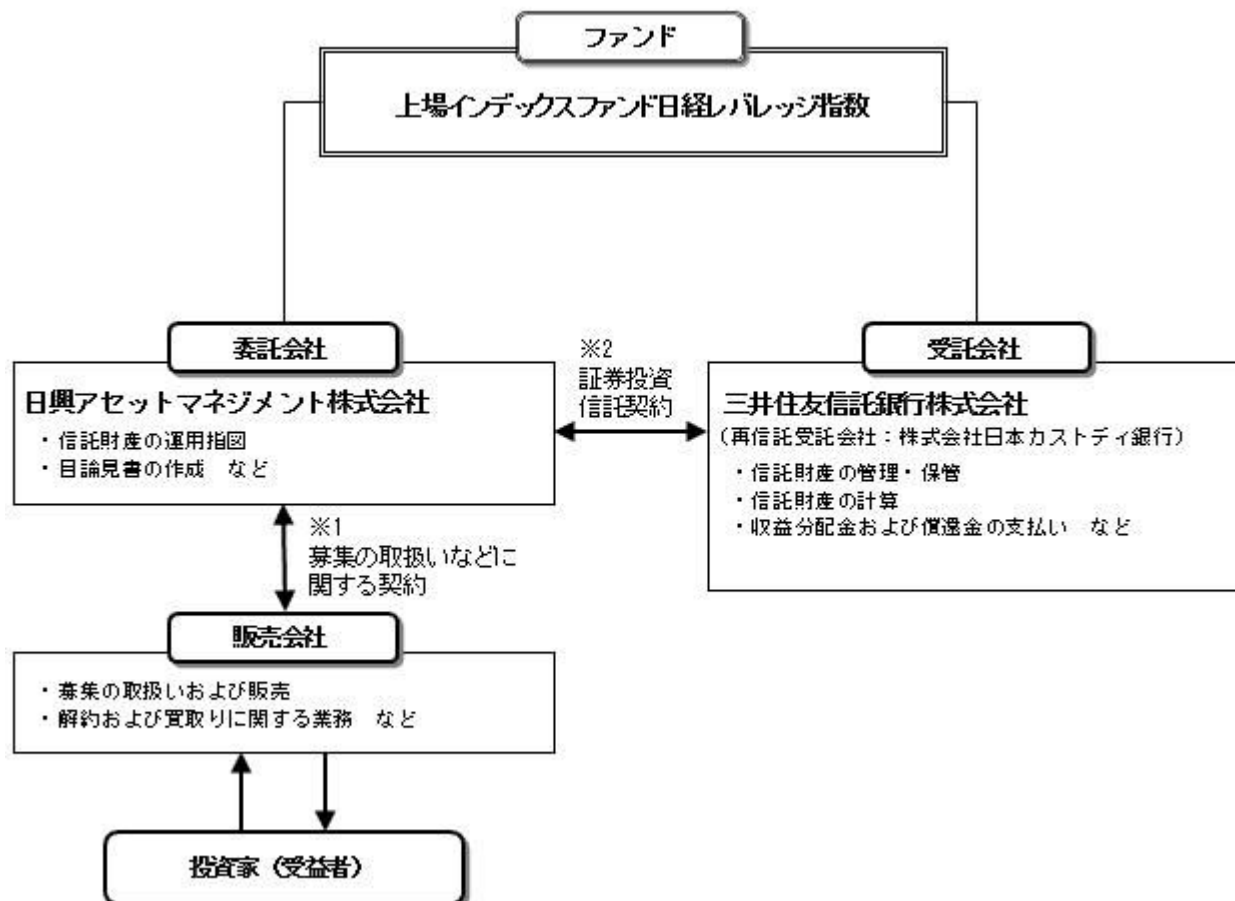 ファンド
上場インデックスファンド日経レバレッジ指数
委託会社
日興アセットマネジメント株式会社
・信託財産の運用指図
・目論見書の作成　など
※2
証券投資
信託契約
受託会社
三井住友信託銀行株式会社
（再信託受託会社：株式会社日本カストディ銀行）
・信託財産の管理・保管
・信託財産の計算
・収益分配金および償還金の支払い　など
※1
募集の取扱いなどに
関する契約
販売会社
・募集の取扱いおよび販売
・解約および買取りに関する業務　など
投資家（受益者）